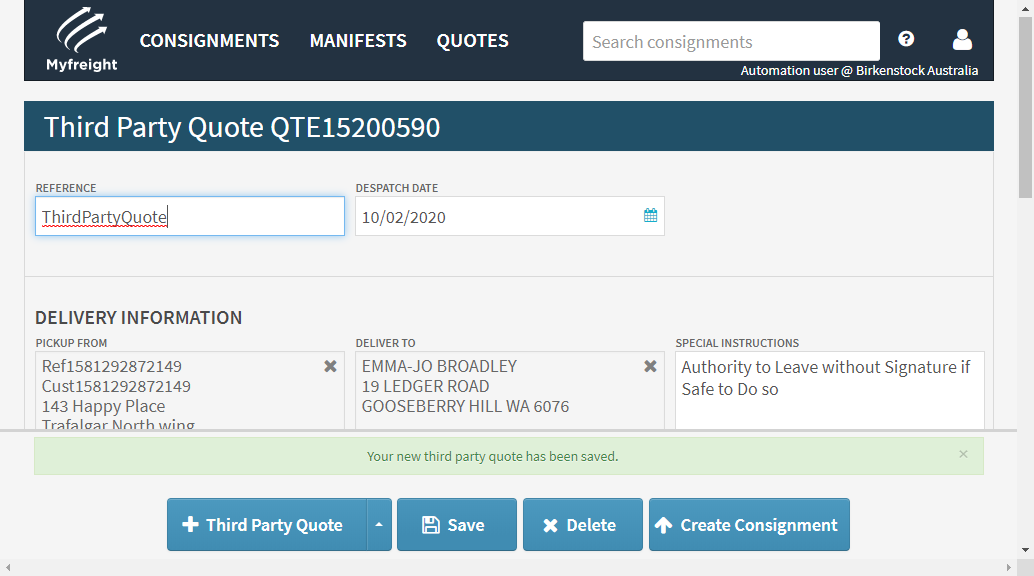 Myfreight
CONSIGNMENTS MANIFESTS QUOTES
Search consignments
Automation user @ Birkenstock Australia
Third Party Quote QTE15200590
REFERENCE
ThirdPartyQuote
DESPATCH DATE
10/02/2020
DELIVERY INFORMATION
PICKUP FROM
Ref1581292872149
Cust1581292872149
143 Happy Place
Trafalgar North wing
DELIVER TO
EMMA-JO BROADLEY
19 LEDGER ROAD
GOOSEBERRY HILL WA 6076
SPECIAL INSTRUCTIONS
Authority to Leave without Signature if
Safe to Do so
Your new third party quote has been saved.
Third Party Quote
Save
Delete
Create Consignment